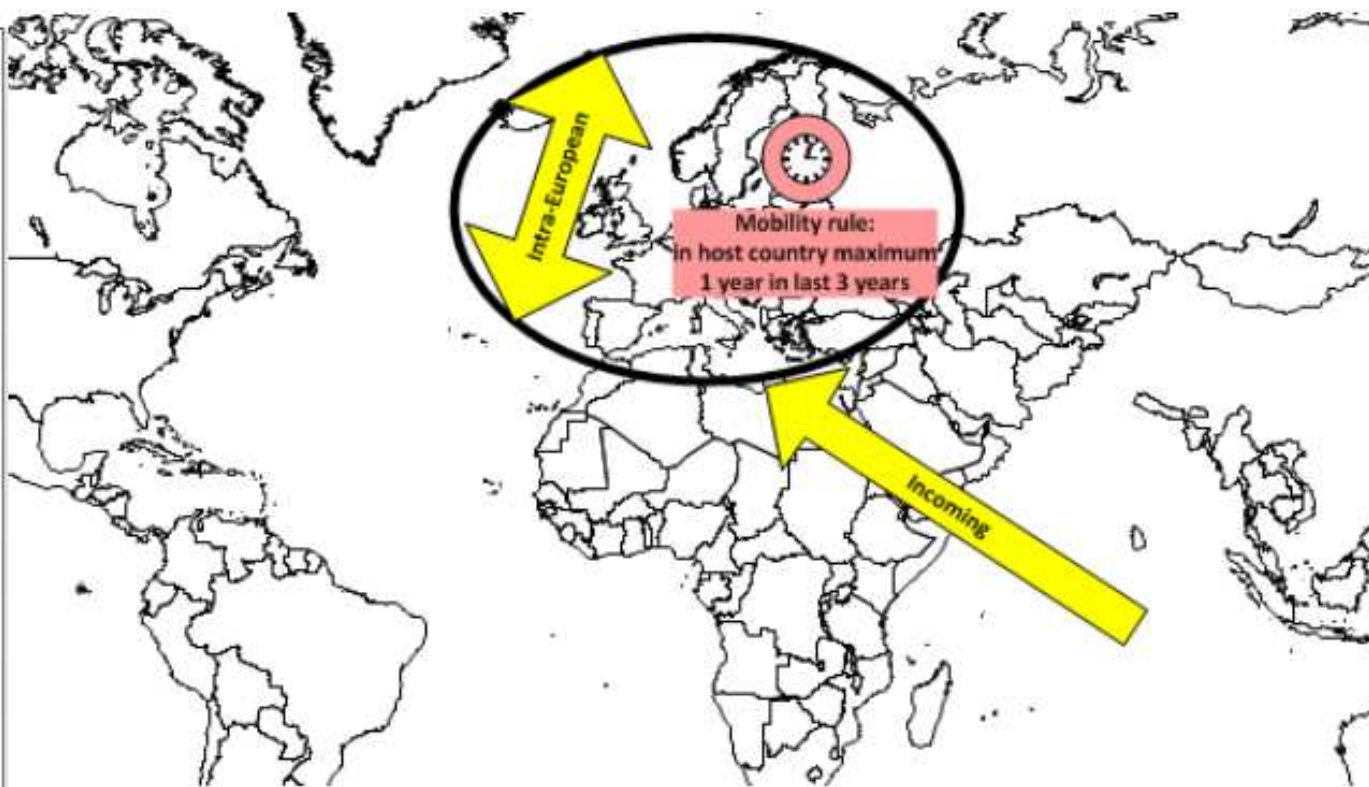 Intra-European
Mobility rule:
in host country maximum
1 year in last 3 years
Incoming